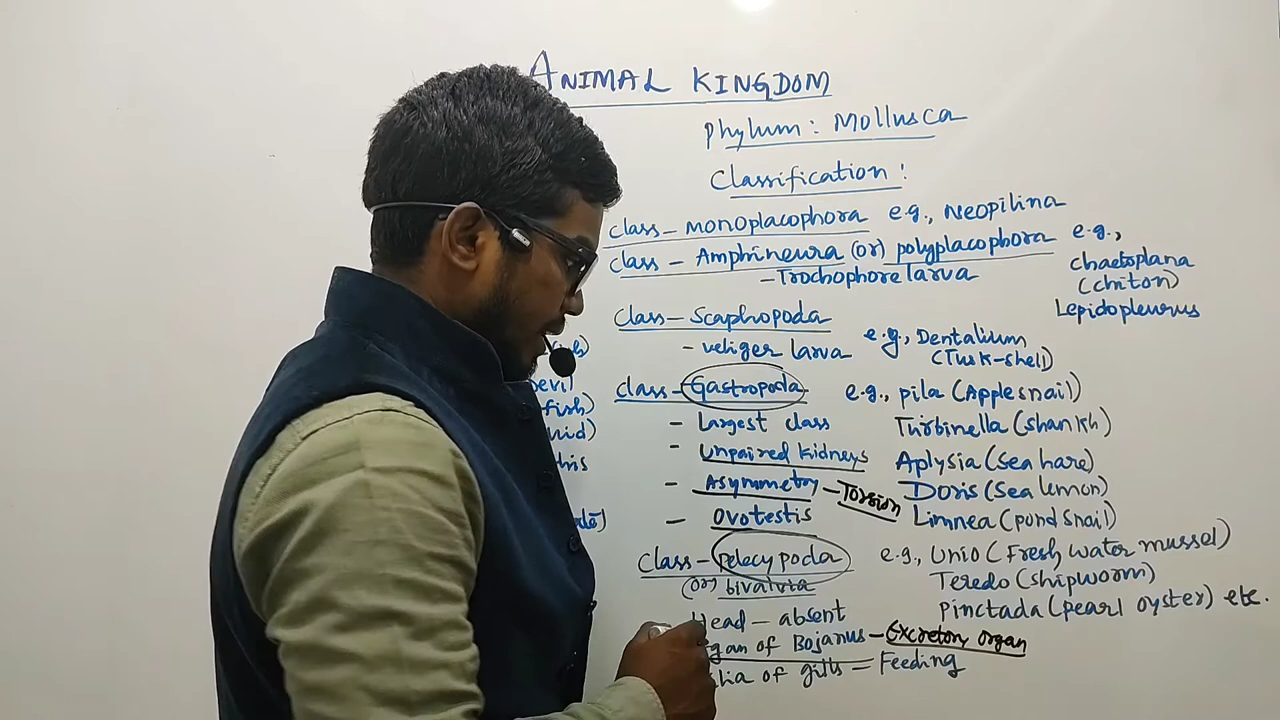 ANIMAL KINGDOM
Phylum: Mollusca
Classification:
class - monoplacophora e.g., Neopilina
class - Amphineura (or) polyplacophora e.g.,
- Trochophore larva
chaetoplana
(chiton)
Lepidopleurus
class - Scaphopoda e.g., Dentalium
- veliger larva (Tusk-shell)
class - Gastropoda e.g., pila (Apple snail)
- Largest class Turbinella (shankh)
- Unpaired kidneys Aplysia (sea hare)
- Asymmetry - Torsion Doris (sea lemon)
- Ovotestis Limnea (pond snail)
Class - pelecypoda e.g., Unio (Fresh water mussel)
(or) bivalvia Teredo (shipworm)
Pinctada (pearl oyster) etc.
Head - absent
of Bojanus - Excretory organ
of gills = Feeding